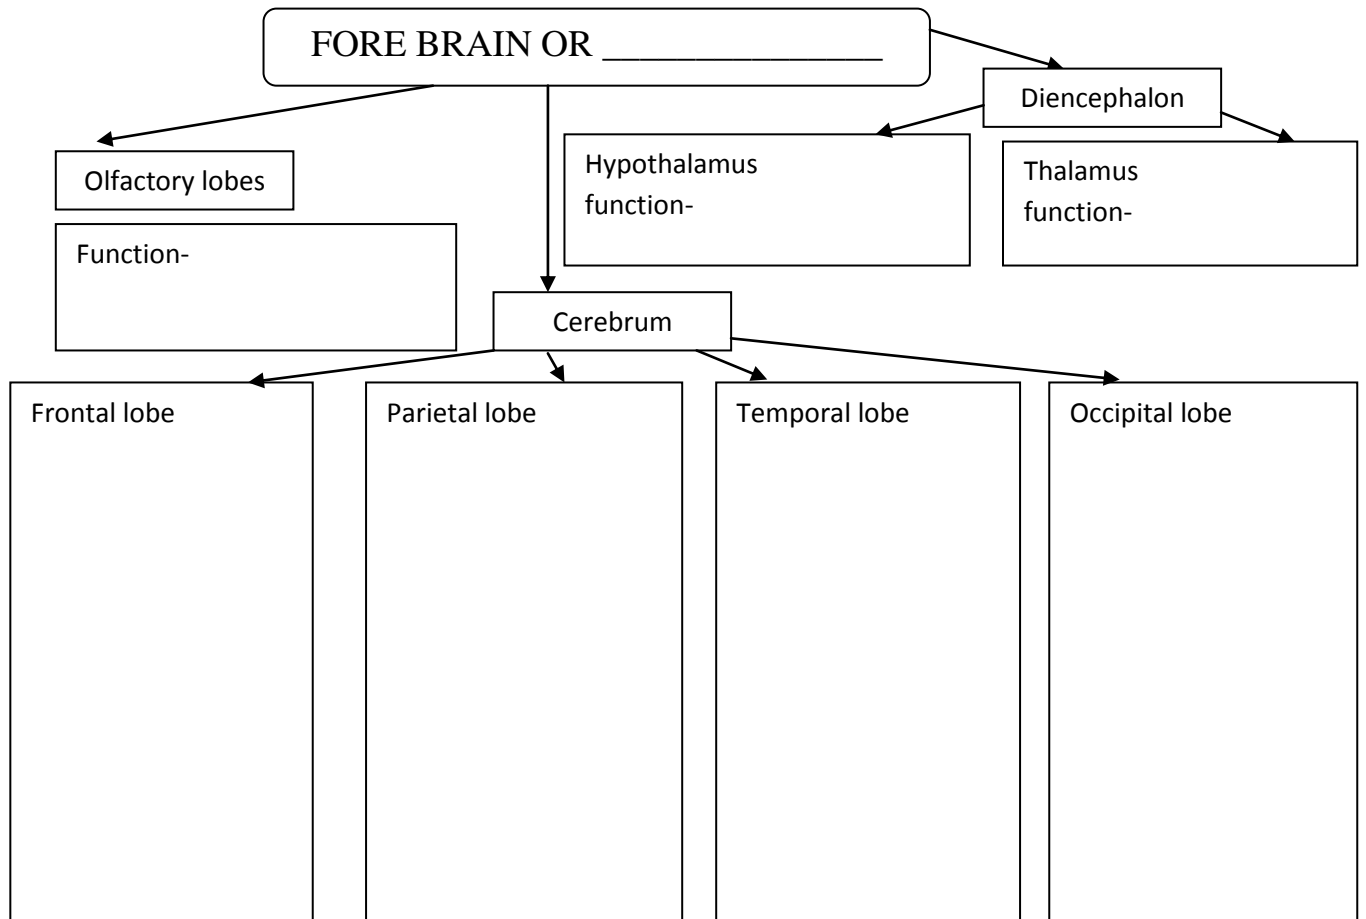 FORE BRAIN OR _______________
Diencephalon
Olfactory lobes
Function-
Hypothalamus
function-
Thalamus
function-
Cerebrum
Frontal lobe
Parietal lobe
Temporal lobe
Occipital lobe